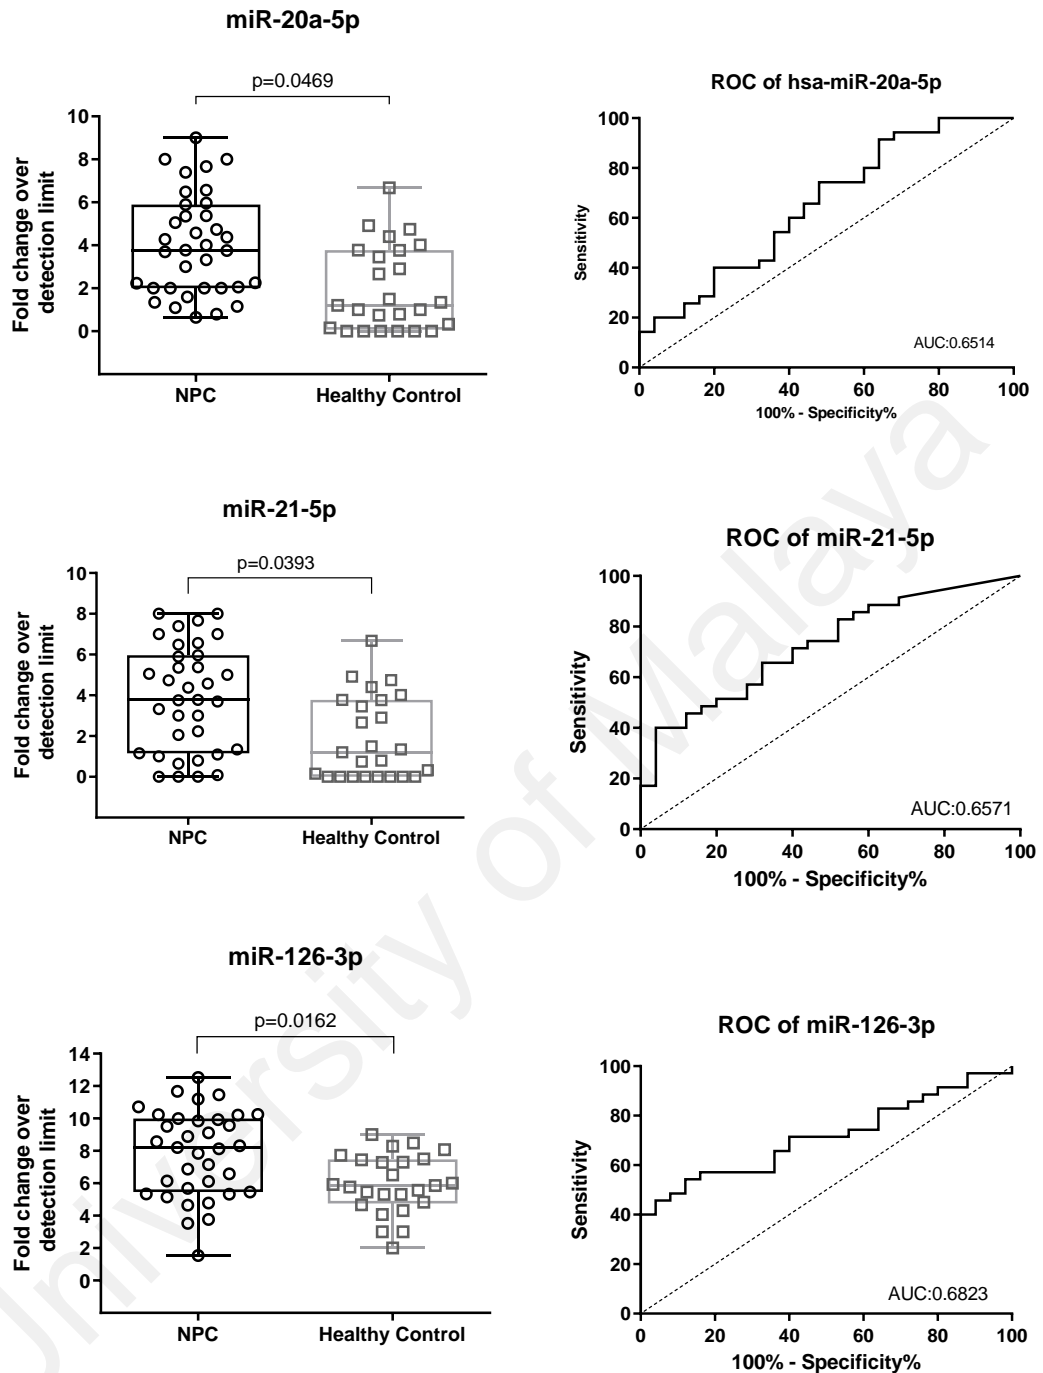 miR-20a-5p
p=0.0469
Fold change over
detection limit
10
8
6
4
2
0
NPC
Healthy Control
ROC of hsa-miR-20a-5p
Sensitivity
100
80
60
40
20
0
AUC:0.6514
0
20
40
60
80
100
100% - Specificity%
miR-21-5p
p=0.0393
Fold change over
detection limit
10
8
6
4
2
0
NPC
Healthy Control
ROC of miR-21-5p
Sensitivity
100
80
60
40
20
0
AUC:0.6571
0
20
40
60
80
100
100% - Specificity%
miR-126-3p
p=0.0162
Fold change over
detection limit
14
12
10
8
6
4
2
0
NPC
Healthy Control
ROC of miR-126-3p
Sensitivity
100
80
60
40
20
0
AUC:0.6823
0
20
40
60
80
100
100% - Specificity%
University of Malaya